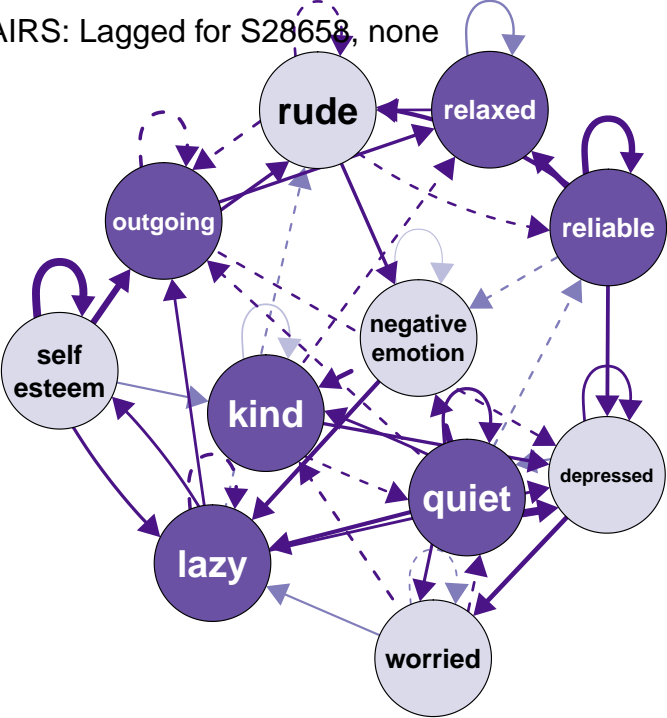 AIRS: Lagged for S28658, none
rude
relaxed
outgoing
reliable
negative
emotion
self
esteem
kind
depressed
quiet
lazy
worried